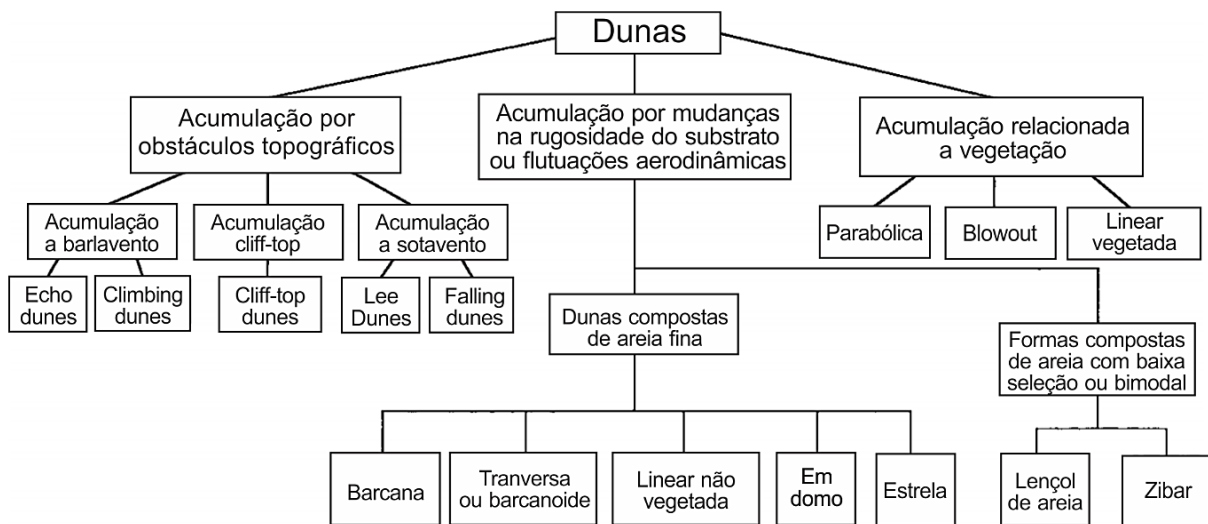 Dunas
Acumulação por
obstáculos topográficos
Acumulação por mudanças
na rugosidade do substrato
ou flutuações aerodinâmicas
Acumulação relacionada
a vegetação
Acumulação
a barlavento
Acumulação
cliff-top
Acumulação
a sotavento
Parabólica
Blowout
Linear
vegetada
Echo
dunes
Climbing
dunes
Cliff-top
dunes
Lee
Dunes
Falling
dunes
Dunas compostas
de areia fina
Formas compostas
de areia com baixa
seleção ou bimodal
Barcana
Tranversa
ou barcanoide
Linear não
vegetada
Em
domo
Estrela
Lençol
de areia
Zibar